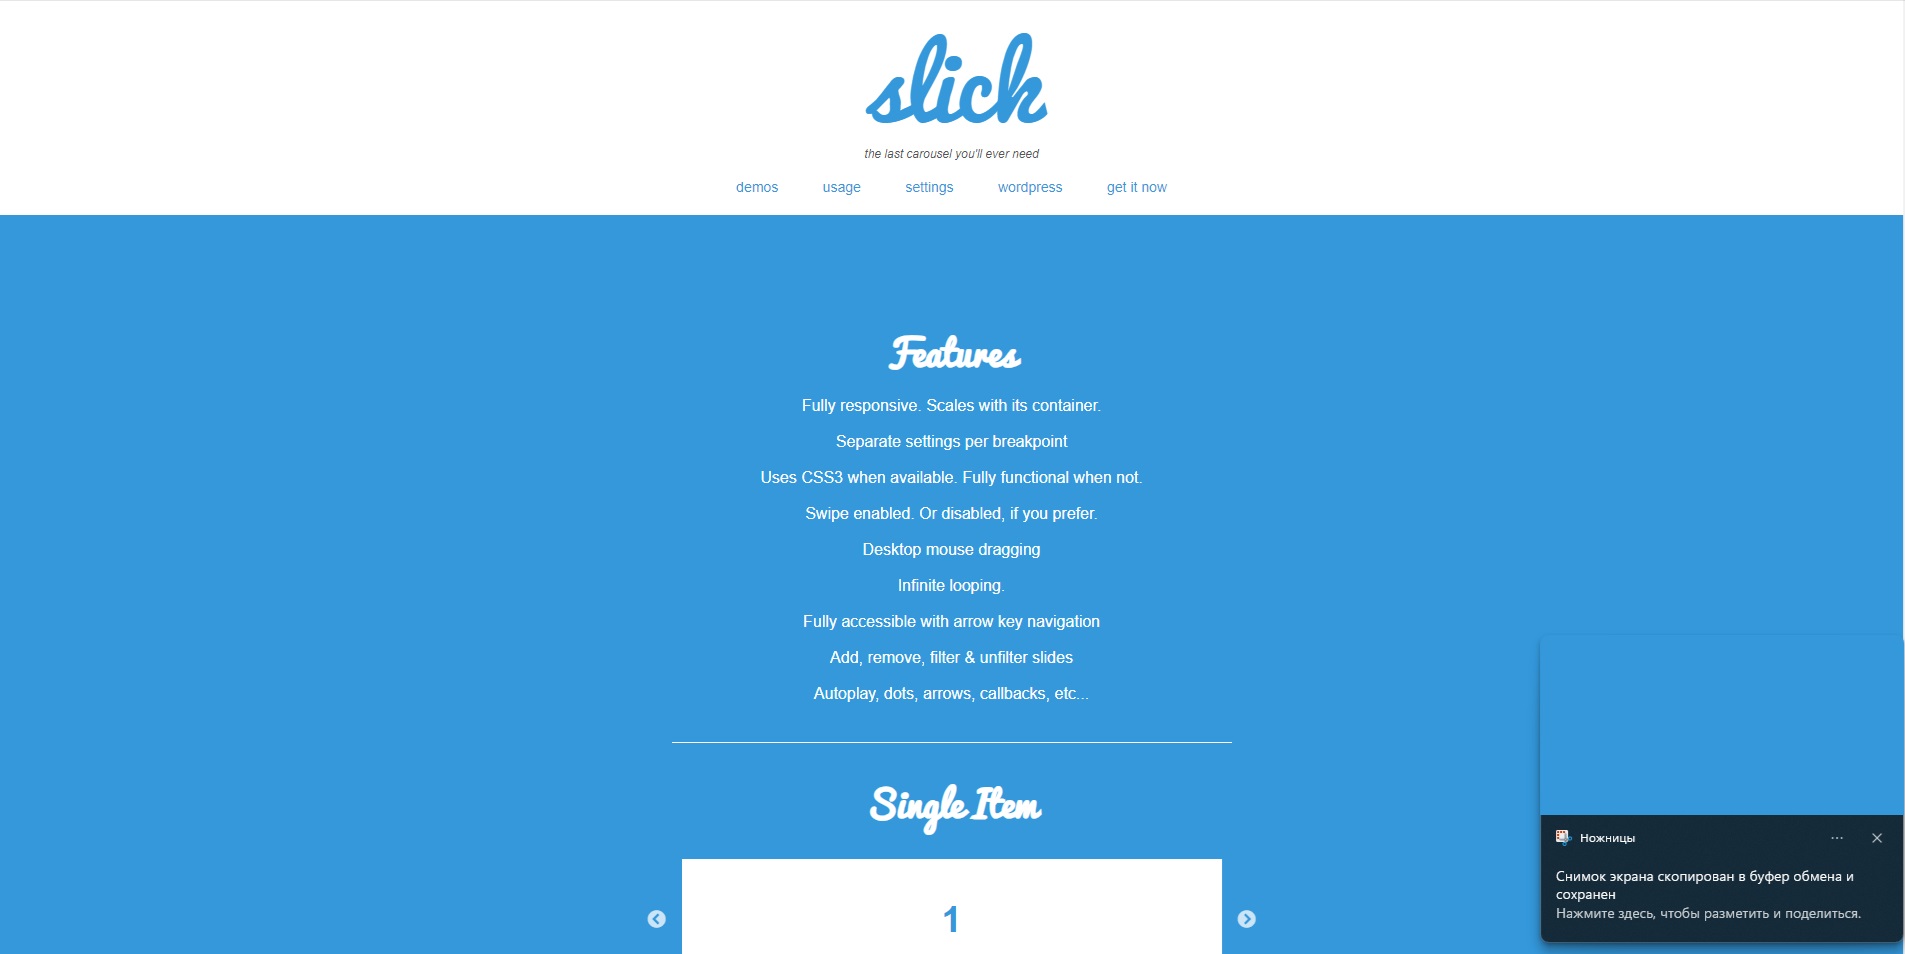 slick
the last carousel you'll ever need
demos usage settings wordpress get it now
Features
Fully responsive. Scales with its container.
Separate settings per breakpoint
Uses CSS3 when available. Fully functional when not.
Swipe enabled. Or disabled, if you prefer.
Desktop mouse dragging
Infinite looping.
Fully accessible with arrow key navigation
Add, remove, filter & unfilter slides
Autoplay, dots, arrows, callbacks, etc...
Single Item
1
Ножницы
Снимок экрана скопирован в буфер обмена и
сохранен
Нажмите здесь, чтобы разметить и поделиться.